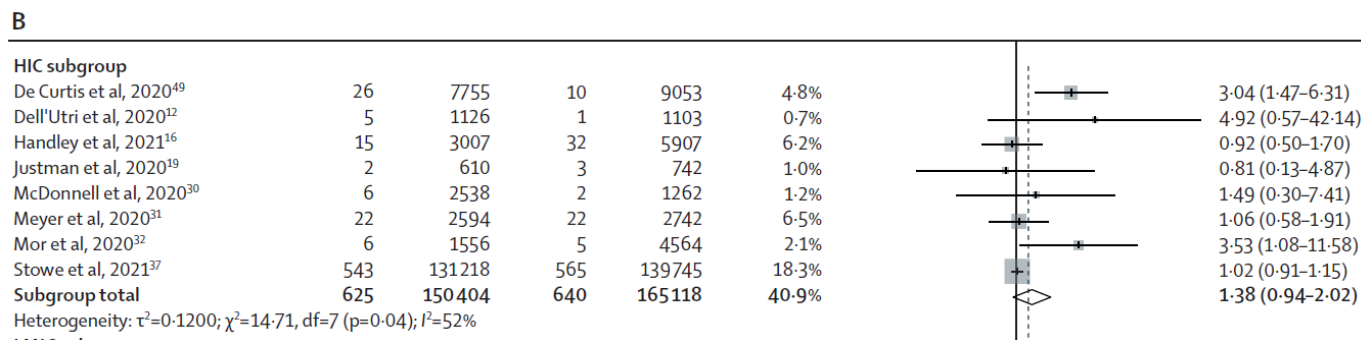 B
HIC subgroup
De Curtis et al, 2020⁴⁹ 26 7755 10 9053 4·8% 3·04 (1·47–6·31)
Dell'Utri et al, 2020¹² 5 1126 1 1103 0·7% 4·92 (0·57–42·14)
Handley et al, 2021¹⁶ 15 3007 32 5907 6·2% 0·92 (0·50–1·70)
Justman et al, 2020¹⁹ 2 610 3 742 1·0% 0·81 (0·13–4·87)
McDonnell et al, 2020³⁰ 6 2538 2 1262 1·2% 1·49 (0·30–7·41)
Meyer et al, 2020³¹ 22 2594 22 2742 6·5% 1·06 (0·58–1·91)
Mor et al, 2020³² 6 1556 5 4564 2·1% 3·53 (1·08–11·58)
Stowe et al, 2021³⁷ 543 131218 565 139745 18·3% 1·02 (0·91–1·15)
Subgroup total 625 150404 640 165118 40·9% 1·38 (0·94–2·02)
Heterogeneity: τ²=0·1200; χ²=14·71, df=7 (p=0·04); I²=52%